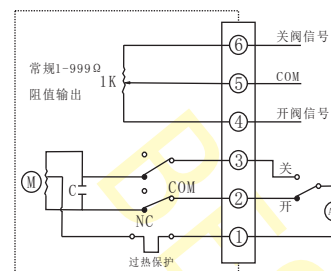 ⑥ 关阀信号
常规1-999Ω
阻值输出
1K
⑤ COM
④ 开阀信号
③ 关
M
C
COM
② 开
NC
①
过热保护